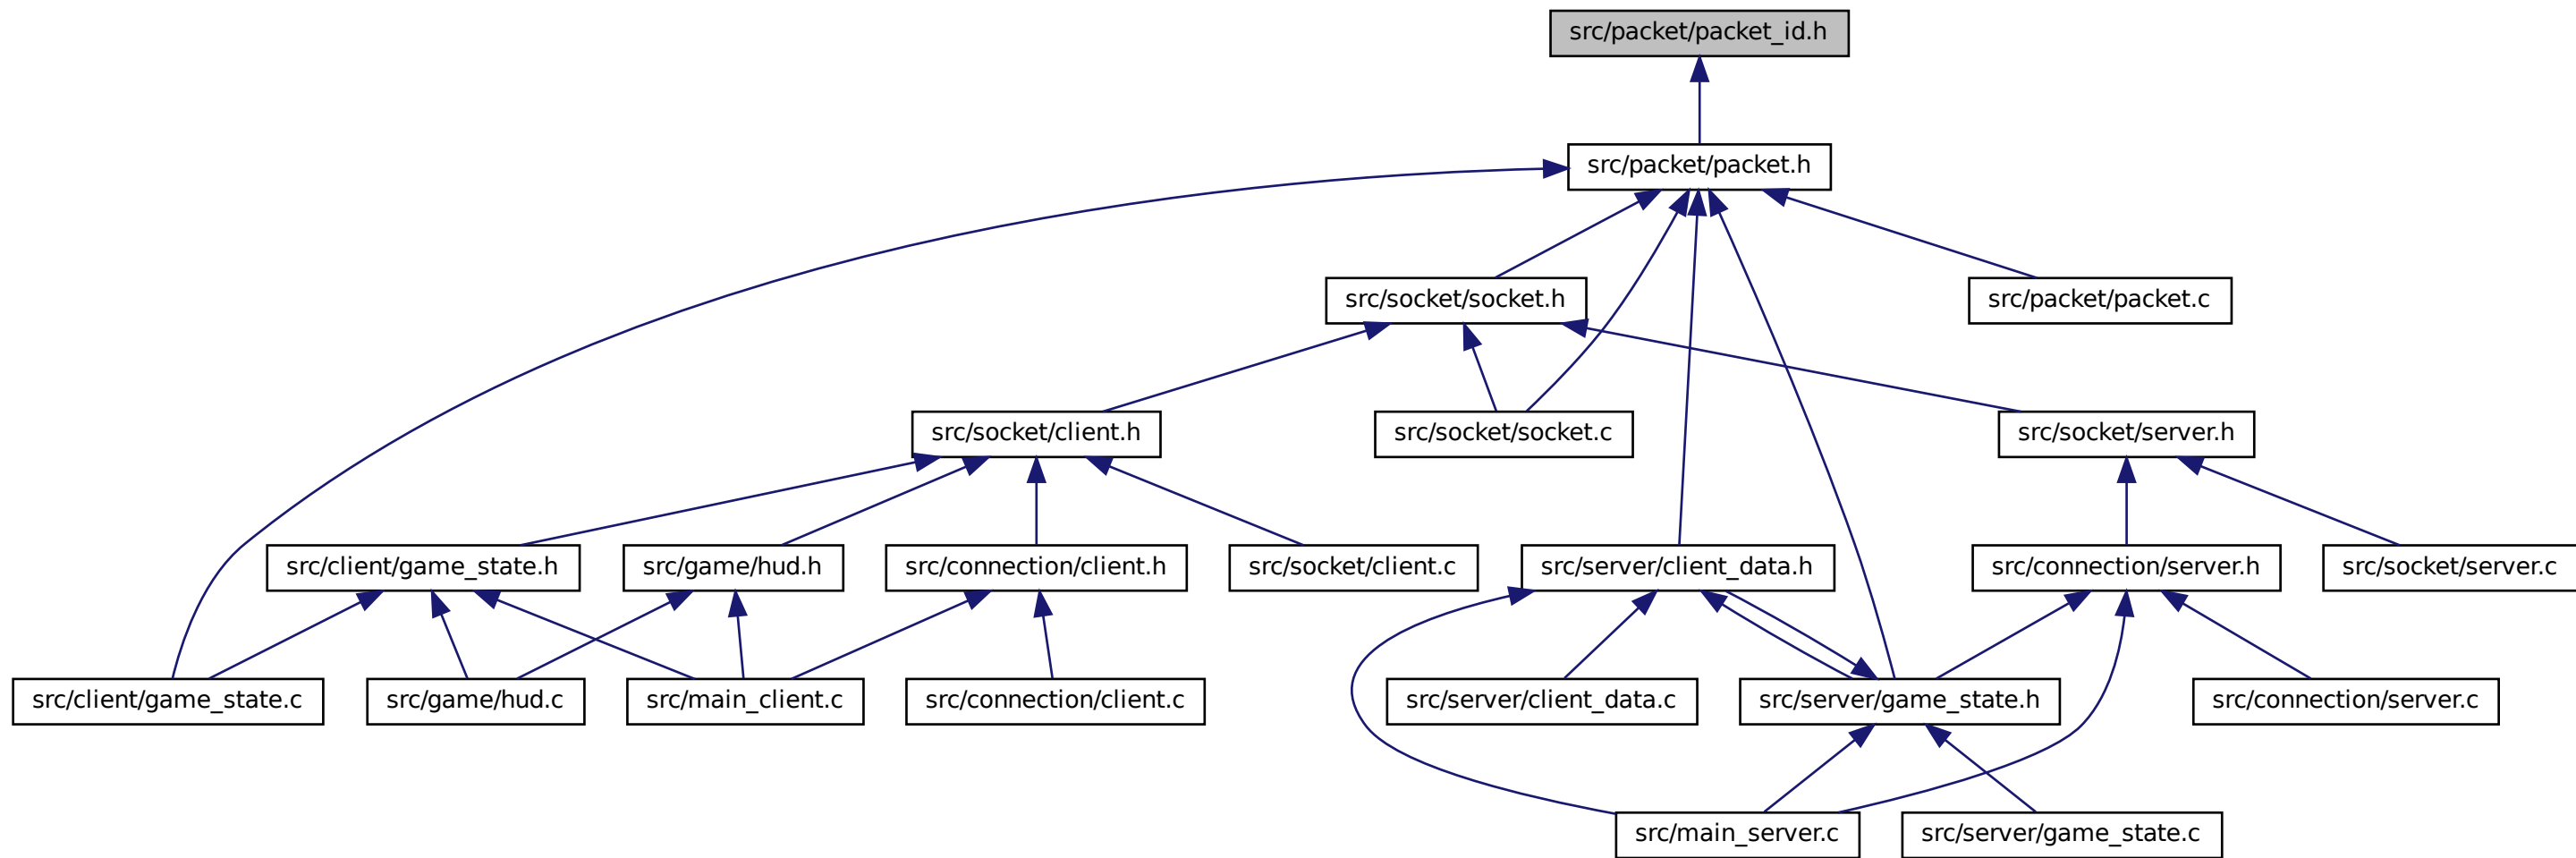 src/packet/packet_id.h
src/packet/packet.h
src/socket/socket.h
src/packet/packet.c
src/socket/client.h
src/socket/socket.c
src/socket/server.h
src/client/game_state.h
src/game/hud.h
src/connection/client.h
src/socket/client.c
src/server/client_data.h
src/connection/server.h
src/socket/server.c
src/client/game_state.c
src/game/hud.c
src/main_client.c
src/connection/client.c
src/server/client_data.c
src/server/game_state.h
src/connection/server.c
src/main_server.c
src/server/game_state.c